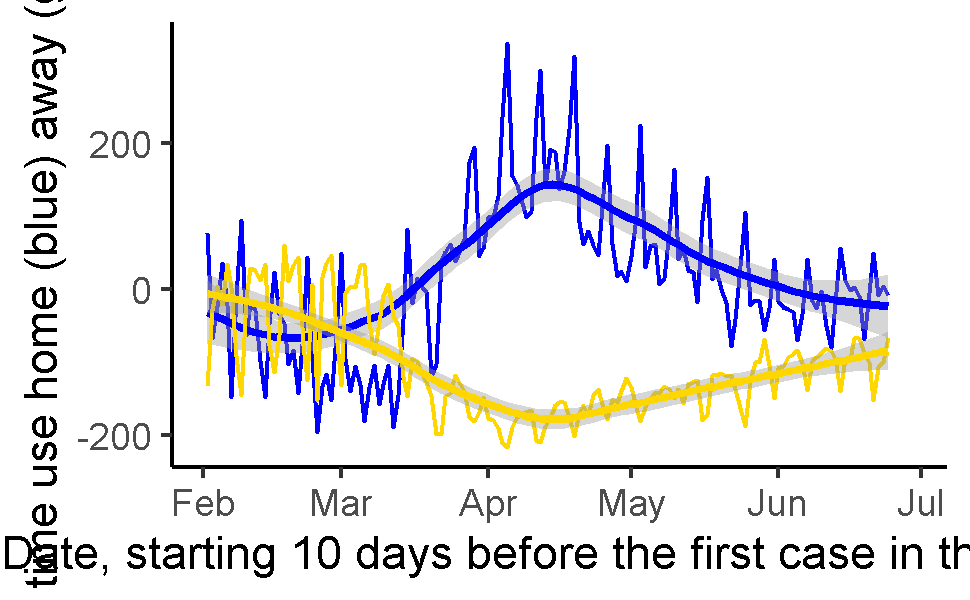 time use home (blue) away (
200
0
-200
Feb Mar Apr May Jun Jul
Date, starting 10 days before the first case in th